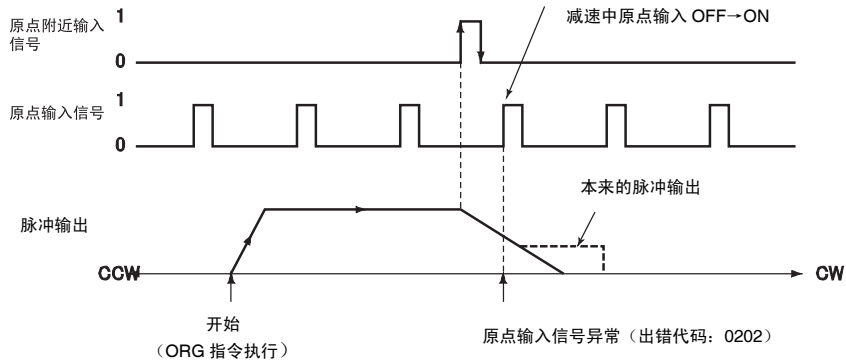 原点附近输入
信号
1
0
减速中原点输入 OFF→ON
原点输入信号
1
0
本来的脉冲输出
脉冲输出
CCW
CW
开始
（ORG 指令执行）
原点输入信号异常（出错代码：0202）